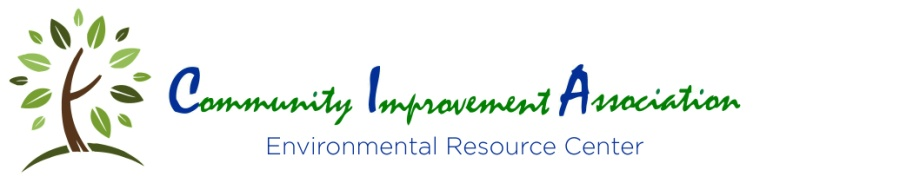 Community Improvement Association
Environmental Resource Center